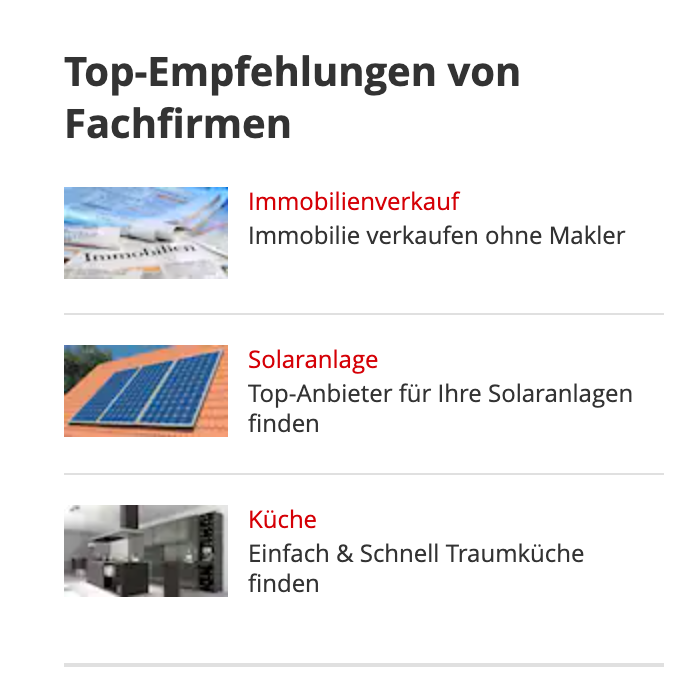 Top-Empfehlungen von
Fachfirmen
Immobilien
Immobilienverkauf
Immobilie verkaufen ohne Makler
Solaranlage
Top-Anbieter für Ihre Solaranlagen
finden
Küche
Einfach & Schnell Traumküche
finden